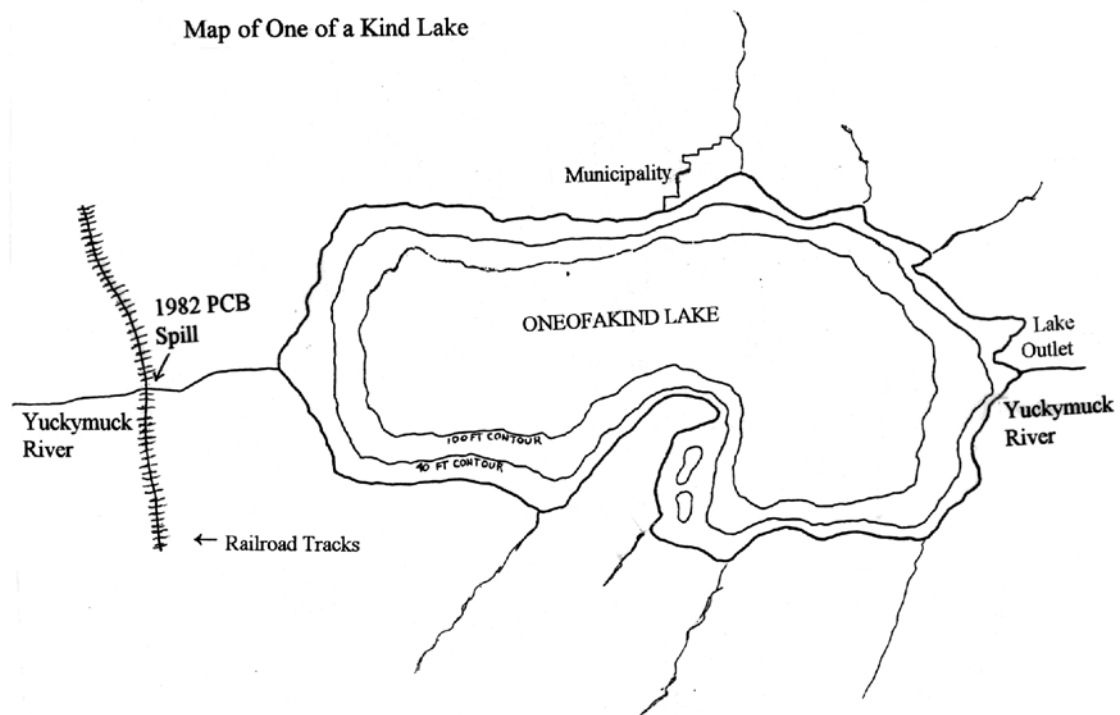 Map of One of a Kind Lake
Municipality
1982 PCB
Spill
ONEOFAKIND LAKE
Lake
Outlet
Yuckymuck
River
Yuckymuck
River
100 FT CONTOUR
40 FT CONTOUR
← Railroad Tracks